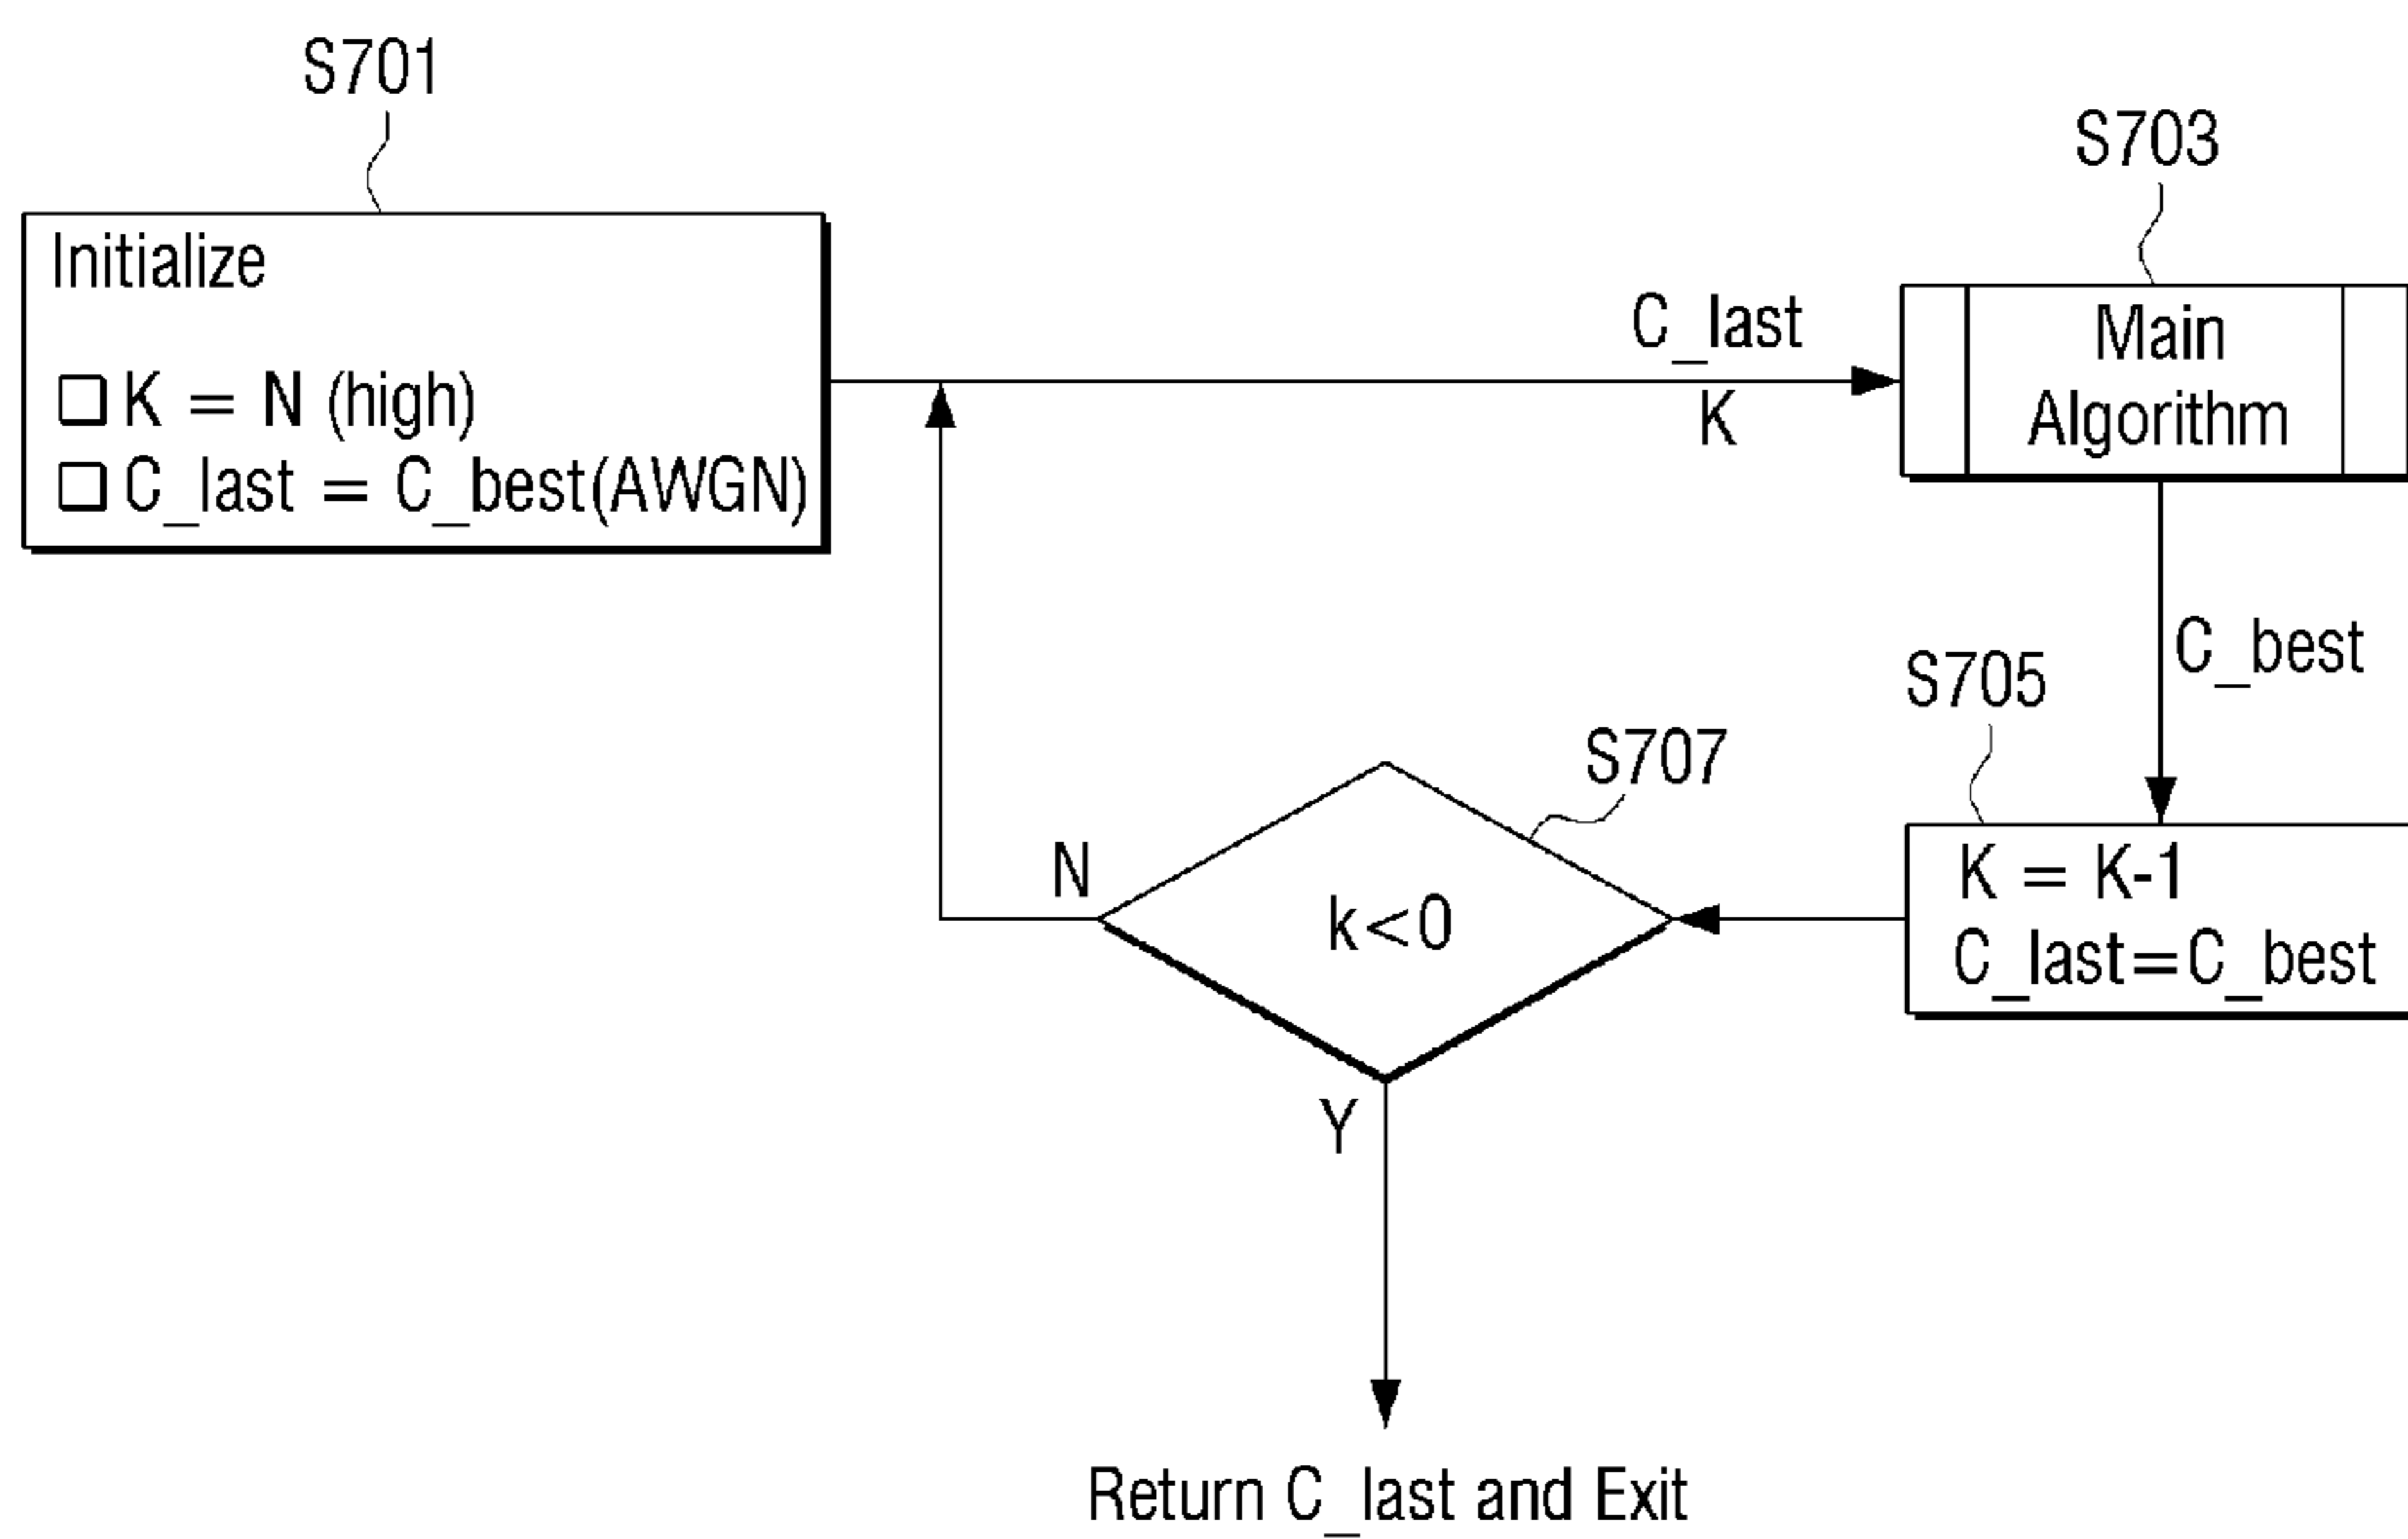 S701
Initialize
□ K = N (high)
□ C_last = C_best(AWGN)
C_last
K
S703
Main
Algorithm
C_best
S705
K = K-1
C_last=C_best
S707
k<0
N
Y
Return C_last and Exit